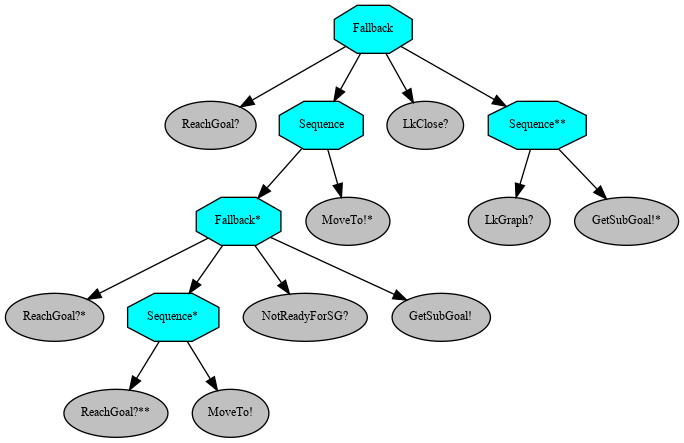 Fallback
ReachGoal?
Sequence
LkClose?
Sequence**
Fallback*
MoveTo!*
LkGraph?
GetSubGoal!*
ReachGoal?*
Sequence*
NotReadyForSG?
GetSubGoal!
ReachGoal?**
MoveTo!